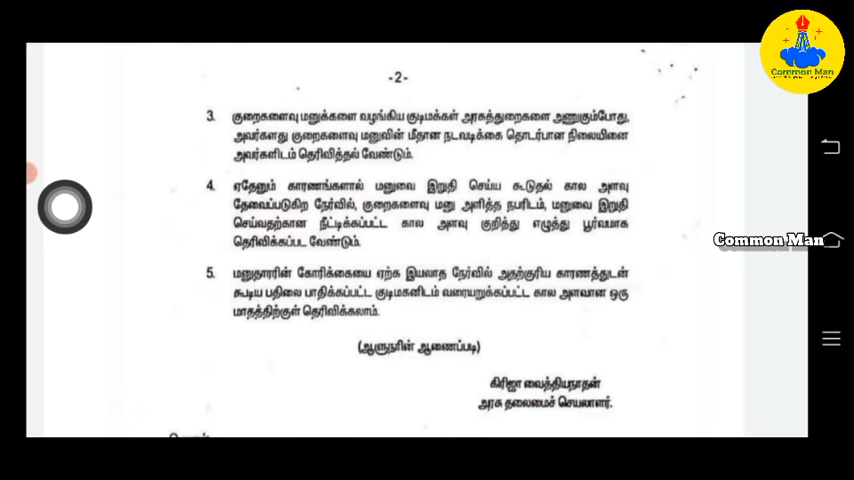 Common Man
-2-
3. குறைகளைவு மனுக்களை வழங்கிய குடிமக்கள் அரசுத்துறைகளை அணுகும்போது,
அவர்களது குறைகளைவு மனுவின் மீதான நடவடிக்கை தொடர்பான நிலையினை
அவர்களிடம் தெரிவித்தல் வேண்டும்.
4. ஏதேனும் காரணங்களால் மனுவை இறுதி செய்ய கூடுதல் கால அளவு
தேவைப்படுகிற நேர்வில், குறைகளைவு மனு அளித்த நபரிடம், மனுவை இறுதி
செய்வதற்கான நீட்டிக்கப்பட்ட கால அளவு குறித்து எழுத்து பூர்வமாக
தெரிவிக்கப்பட வேண்டும்.
Common Man
5. மனுதாரரின் கோரிக்கையை ஏற்க இயலாத நேர்வில் அதற்குரிய காரணத்துடன்
கூடிய பதிலை பாதிக்கப்பட்ட குடிமகனிடம் வரையறுக்கப்பட்ட கால அளவான ஒரு
மாதத்திற்குள் தெரிவிக்கலாம்.
(ஆளுநரின் ஆணைப்படி)
கிரிஜா வைத்தியநாதன்
அரசு தலைமைச் செயலாளர்.